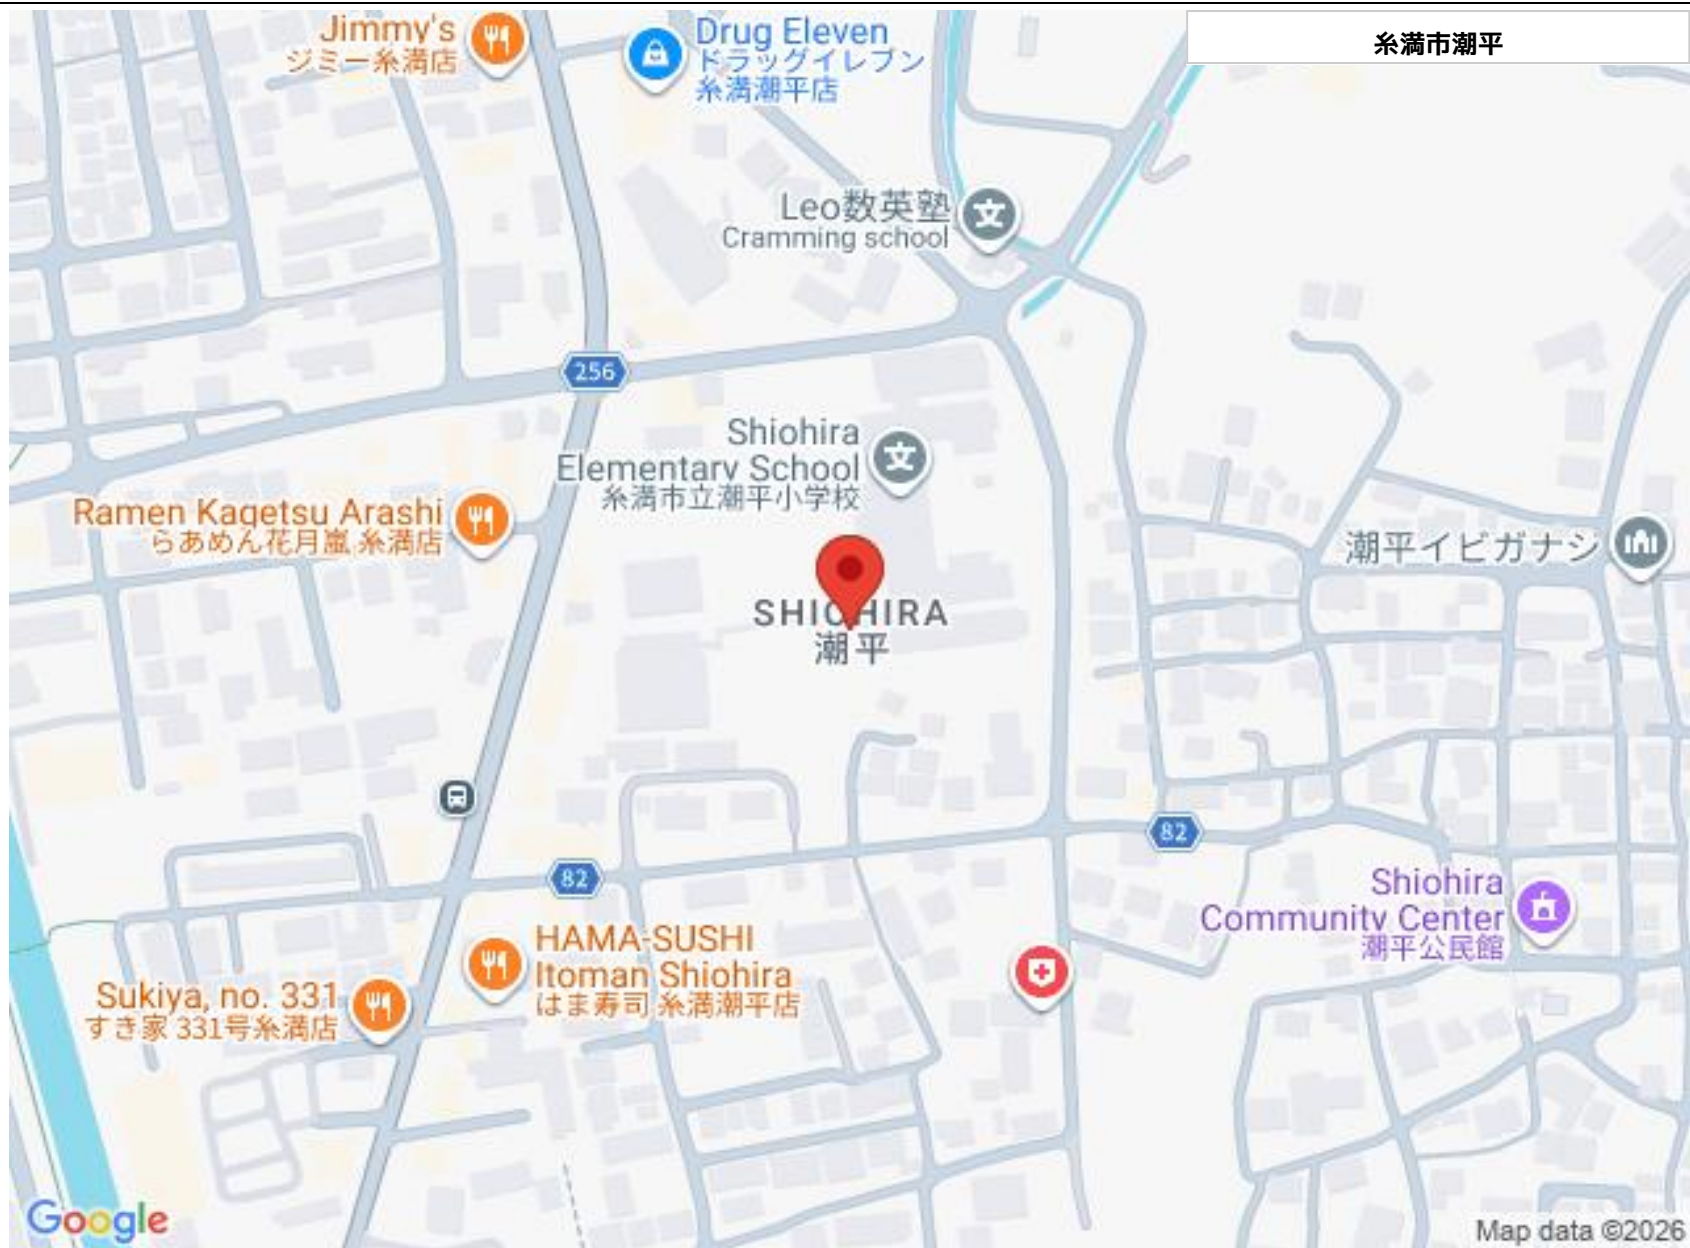 糸満市潮平
Jimmy's
ジミー糸満店
Drug Eleven
ドラッグイレブン
糸満潮平店
Leo数英塾
Cramming school
256
Shiohira
Elementary School
糸満市立潮平小学校
Ramen Kagetsu Arashi
らあめん花月嵐 糸満店
潮平イビガナシ
SHIOHIRA
潮平
82
82
Shiohira
Community Center
潮平公民館
HAMA-SUSHI
Itoman Shiohira
はま寿司 糸満潮平店
Sukiya, no. 331
すき家 331号糸満店
Google
Map data ©2026